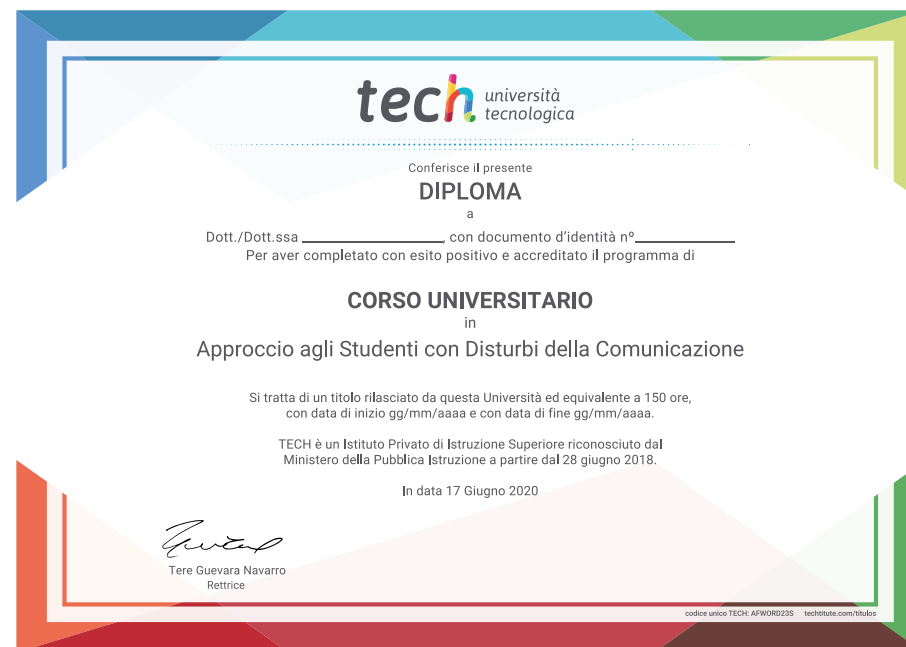 tech università
tecnologica
Conferisce il presente
DIPLOMA
a
Dott./Dott.ssa ____________________, con documento d'identità nº______________
Per aver completato con esito positivo e accreditato il programma di
CORSO UNIVERSITARIO
in
Approccio agli Studenti con Disturbi della Comunicazione
Si tratta di un titolo rilasciato da questa Università ed equivalente a 150 ore,
con data di inizio gg/mm/aaaa e con data di fine gg/mm/aaaa.
TECH è un Istituto Privato di Istruzione Superiore riconosciuto dal
Ministero della Pubblica Istruzione a partire dal 28 giugno 2018.
In data 17 Giugno 2020
Tere Guevara Navarro
Rettrice
codice unico TECH: AFWORD23S techtitute.com/titulos